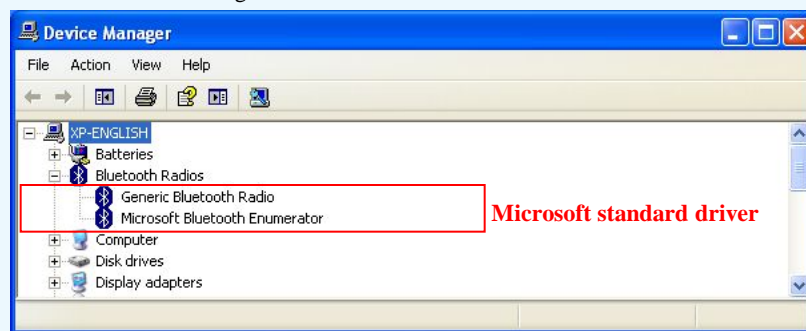 Device Manager
File Action View Help
XP-ENGLISH
Batteries
Bluetooth Radios
Generic Bluetooth Radio
Microsoft Bluetooth Enumerator
Microsoft standard driver
Computer
Disk drives
Display adapters